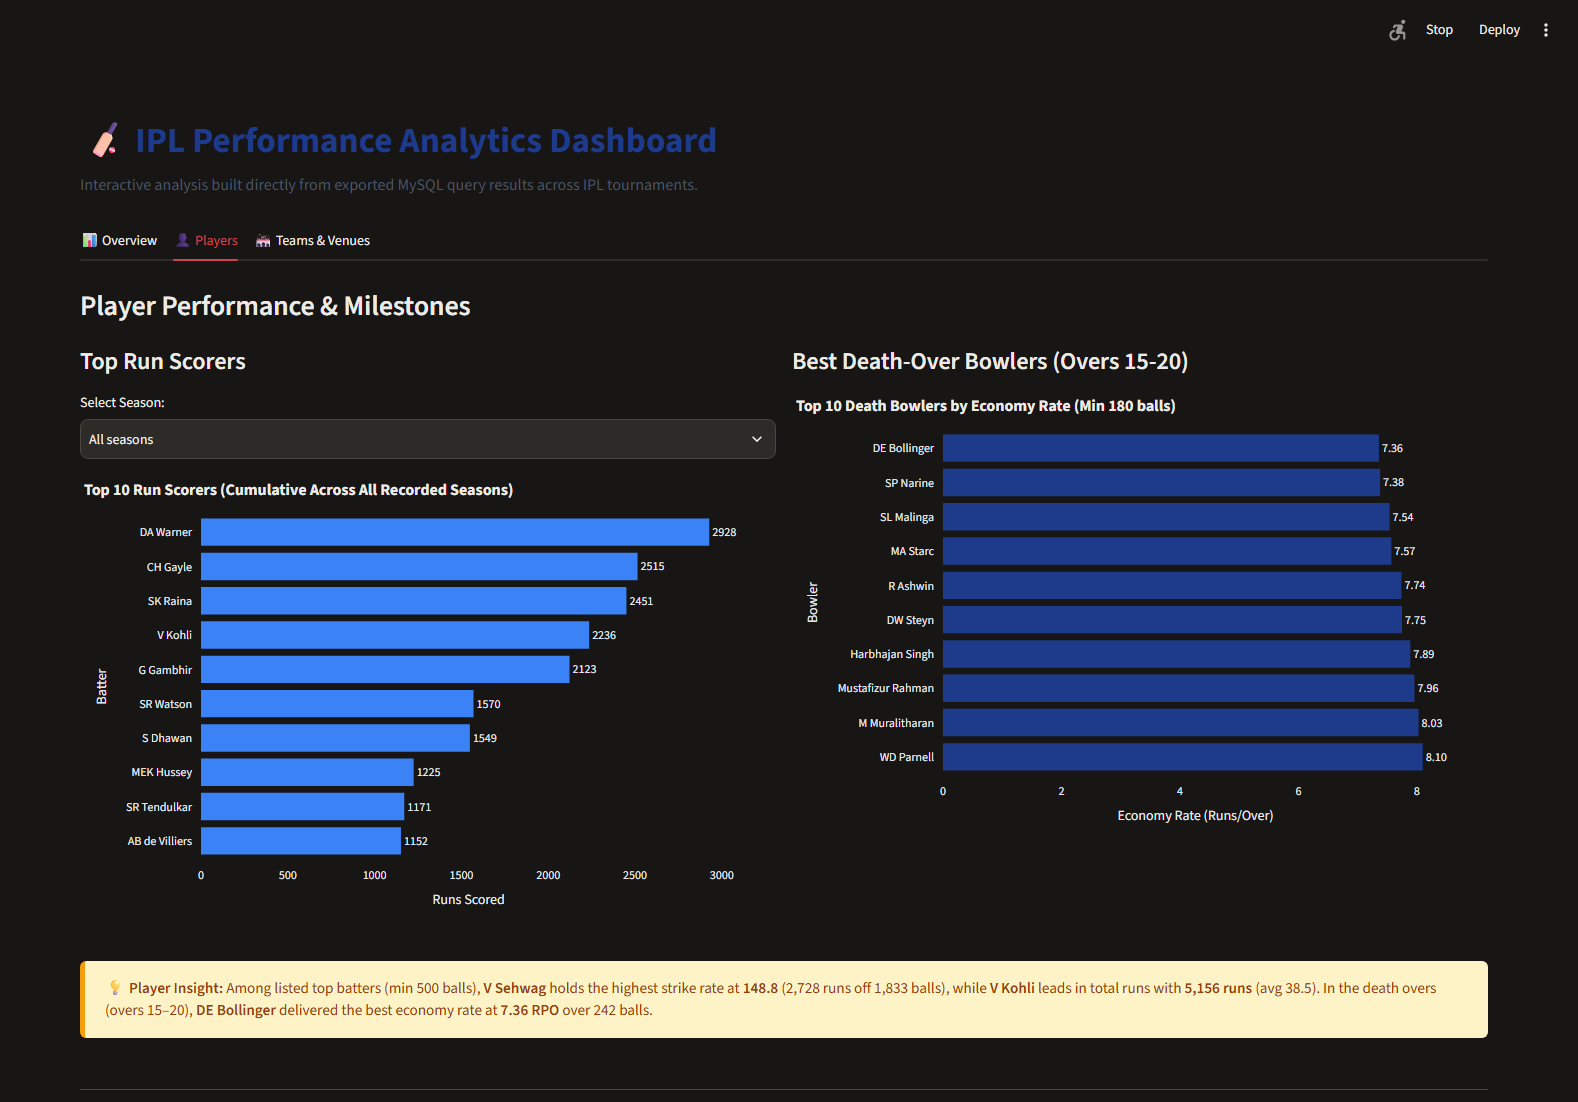 Stop
Deploy
IPL Performance Analytics Dashboard
Interactive analysis built directly from exported MySQL query results across IPL tournaments.
Overview
Players
Teams & Venues
Player Performance & Milestones
Top Run Scorers
Select Season:
All seasons
Top 10 Run Scorers (Cumulative Across All Recorded Seasons)
Batter
DA Warner 2928
CH Gayle 2515
SK Raina 2451
V Kohli 2236
G Gambhir 2123
SR Watson 1570
S Dhawan 1549
MEK Hussey 1225
SR Tendulkar 1171
AB de Villiers 1152
0 500 1000 1500 2000 2500 3000
Runs Scored
Best Death-Over Bowlers (Overs 15-20)
Top 10 Death Bowlers by Economy Rate (Min 180 balls)
Bowler
DE Bollinger 7.36
SP Narine 7.38
SL Malinga 7.54
MA Starc 7.57
R Ashwin 7.74
DW Steyn 7.75
Harbhajan Singh 7.89
Mustafizur Rahman 7.96
M Muralitharan 8.03
WD Parnell 8.10
0 2 4 6 8
Economy Rate (Runs/Over)
Player Insight: Among listed top batters (min 500 balls), V Sehwag holds the highest strike rate at 148.8 (2,728 runs off 1,833 balls), while V Kohli leads in total runs with 5,156 runs (avg 38.5). In the death overs
(overs 15–20), DE Bollinger delivered the best economy rate at 7.36 RPO over 242 balls.